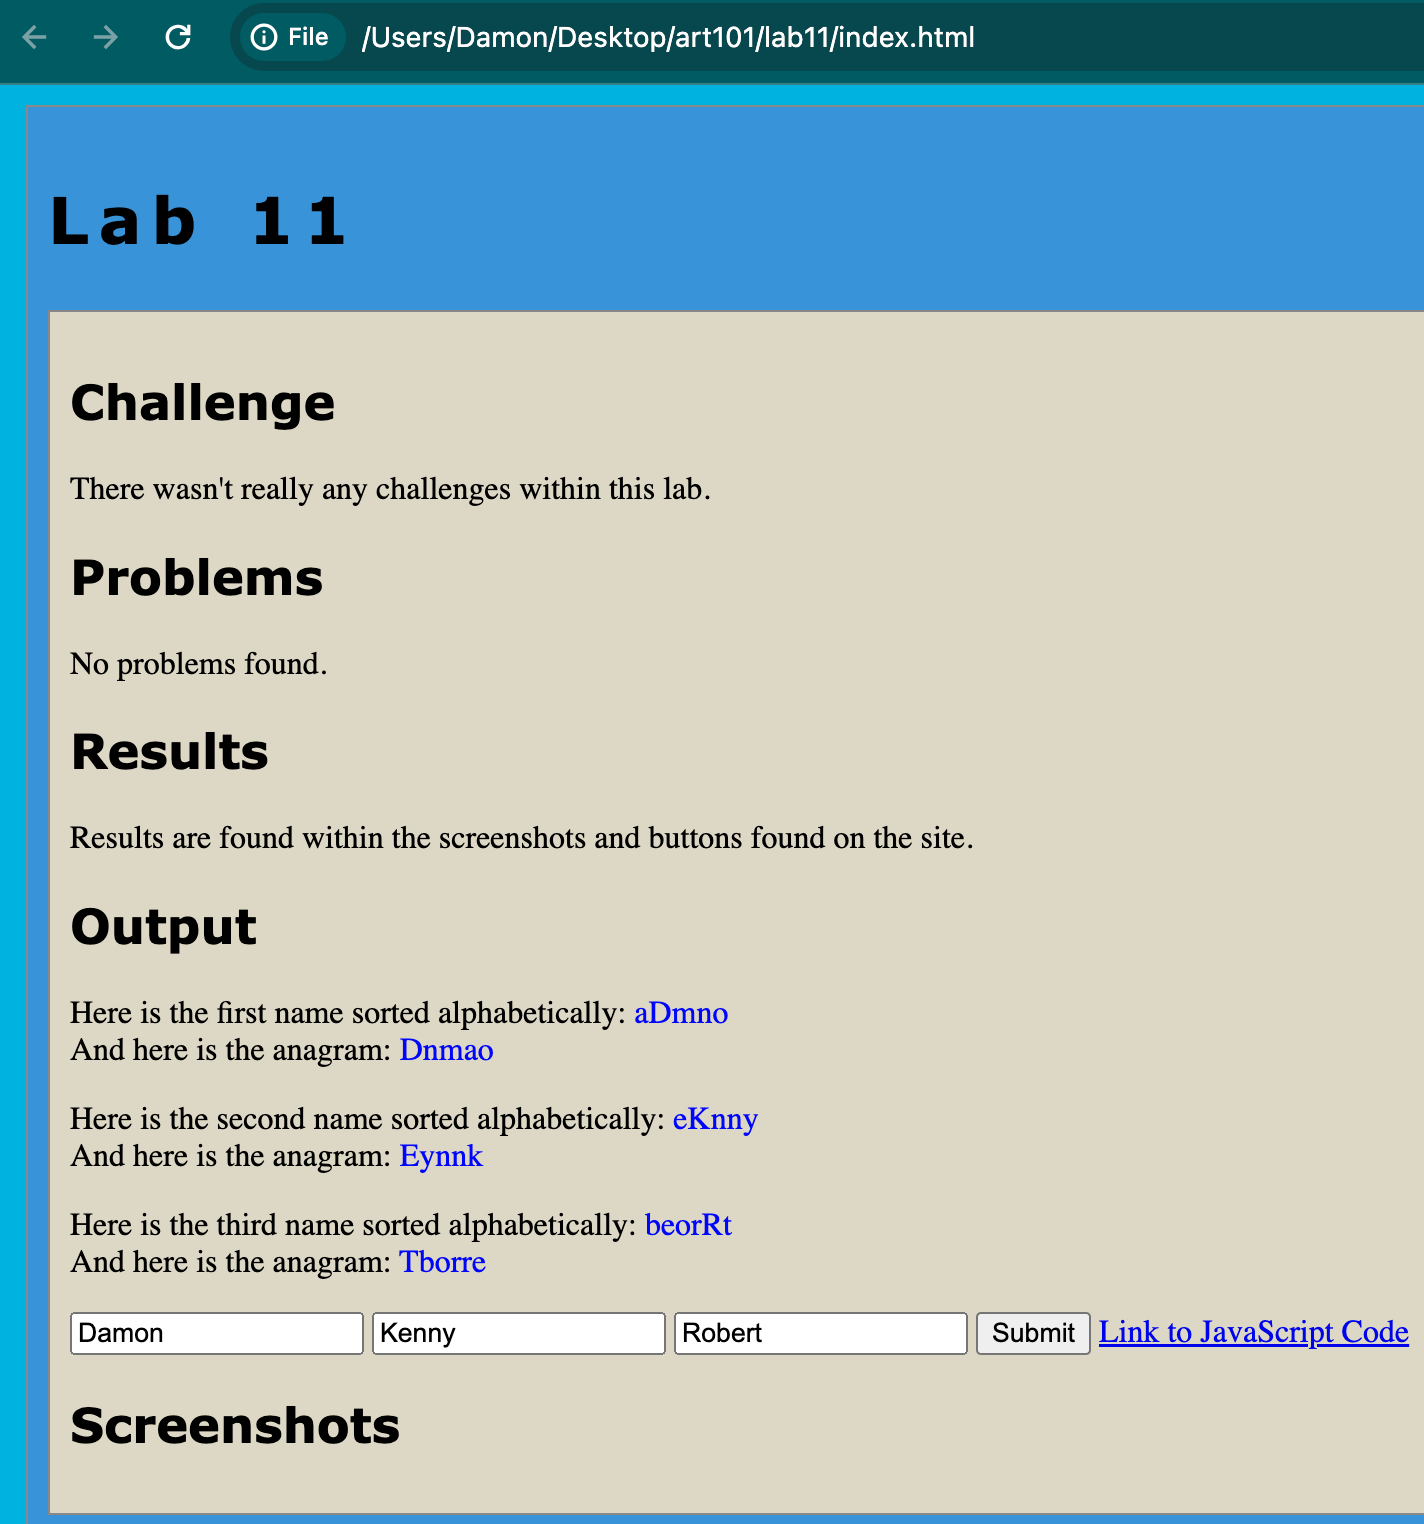 File /Users/Damon/Desktop/art101/lab11/index.html
Lab 11
Challenge
There wasn't really any challenges within this lab.
Problems
No problems found.
Results
Results are found within the screenshots and buttons found on the site.
Output
Here is the first name sorted alphabetically: aDmno
And here is the anagram: Dnmao
Here is the second name sorted alphabetically: eKnny
And here is the anagram: Eynnk
Here is the third name sorted alphabetically: beorRt
And here is the anagram: Tborre
Damon Kenny Robert Submit Link to JavaScript Code
Screenshots